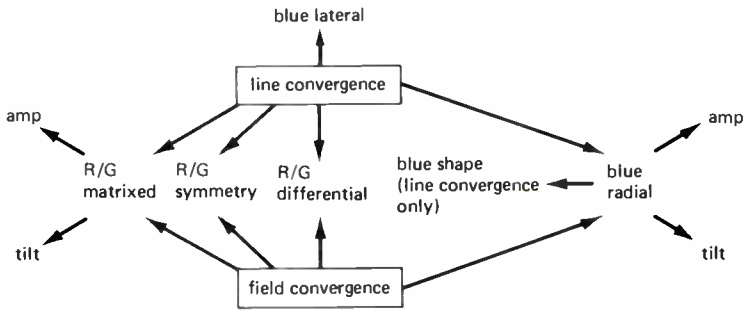 blue lateral
line convergence
amp
amp
R/G
matrixed
R/G
symmetry
R/G
differential
blue shape
(line convergence
only)
blue
radial
tilt
tilt
field convergence